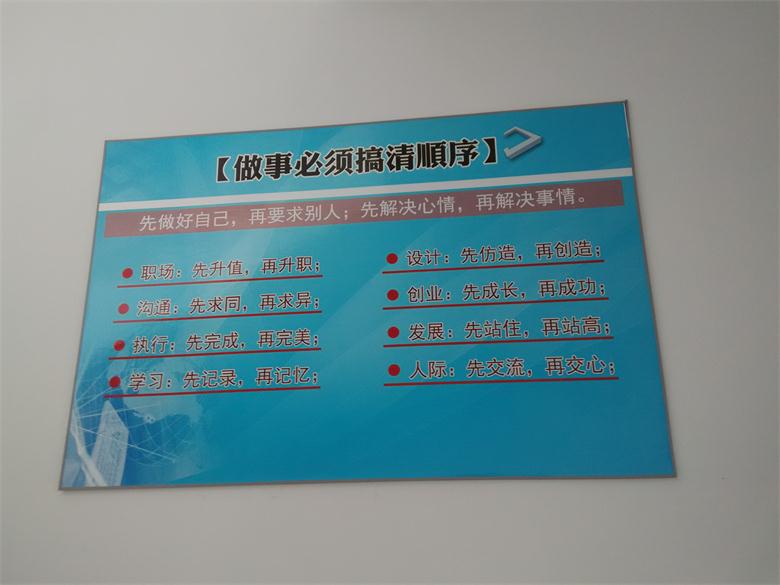 【做事必须搞清順序】
先做好自己，再要求别人；先解决心情，再解决事情。
职场：先升值，再升职；
沟通：先求同，再求异；
执行：先完成，再完美；
学习：先记录，再记忆；
设计：先仿造，再创造；
创业：先成长，再成功；
发展：先站住，再站高；
人际：先交流，再交心；